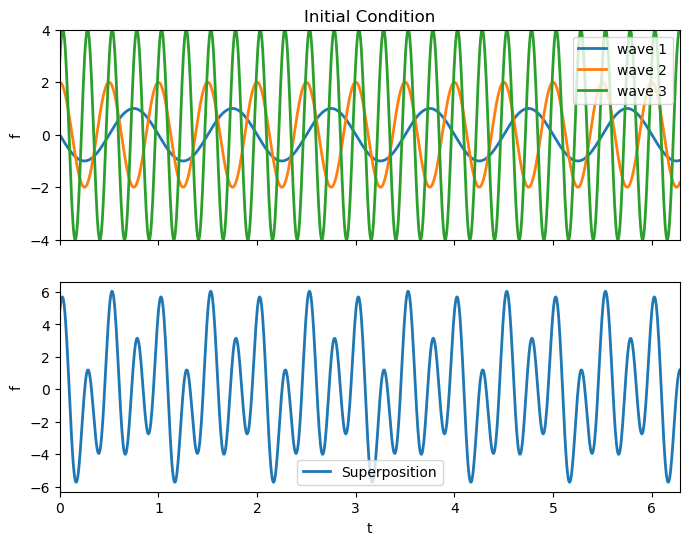 Initial Condition
4
2
0
−2
−4
f
wave 1
wave 2
wave 3
6
4
2
0
−2
−4
−6
f
Superposition
0 1 2 3 4 5 6
t